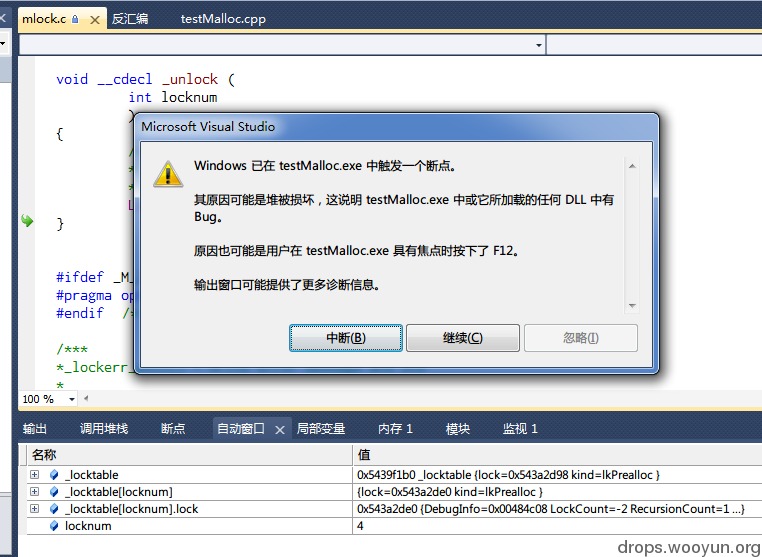 mlock.c 反汇编 testMalloc.cpp
void __cdecl _unlock (
int locknum
)
{
/
*
*
L
}
#ifdef _M_
#pragma op
#endif /*
/***
*_lockerr_
*
Microsoft Visual Studio
Windows 已在 testMalloc.exe 中触发一个断点。
其原因可能是堆被损坏，这说明 testMalloc.exe 中或它所加载的任何 DLL 中有
Bug。
原因也可能是用户在 testMalloc.exe 具有焦点时按下了 F12。
输出窗口可能提供了更多诊断信息。
中断(B) 继续(C) 忽略(I)
100 %
输出 调用堆栈 断点 自动窗口 局部变量 内存 1 模块 监视 1
名称 值
_locktable 0x5439f1b0 _locktable {lock=0x543a2d98 kind=lkPrealloc }
_locktable[locknum] {lock=0x543a2de0 kind=lkPrealloc }
_locktable[locknum].lock 0x543a2de0 {DebugInfo=0x00484c08 LockCount=-2 RecursionCount=1 ...}
locknum 4
drops.wooyun.org